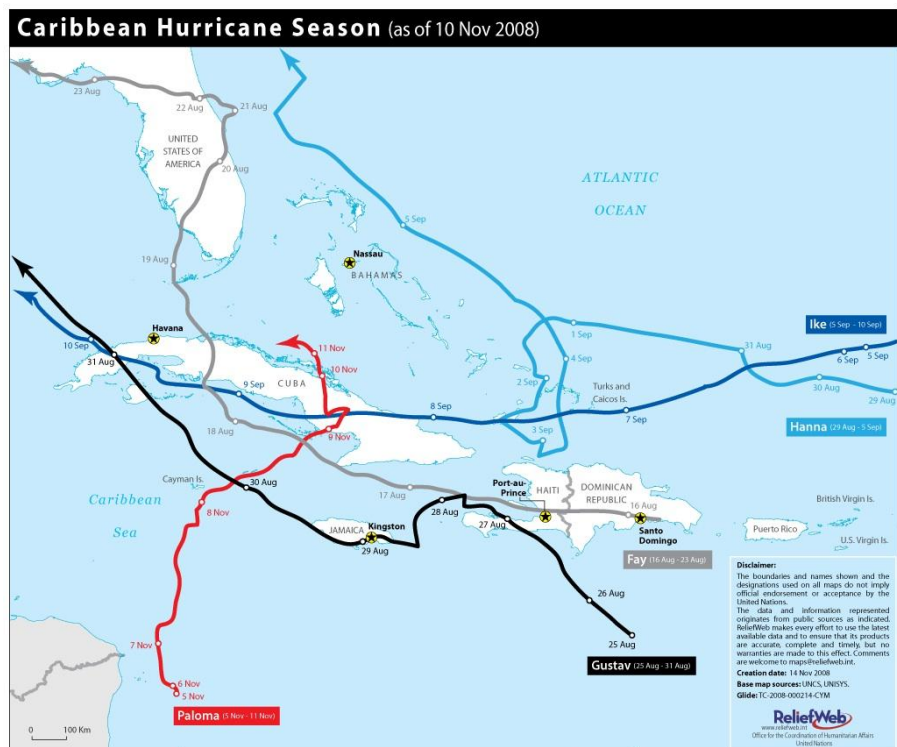 Caribbean Hurricane Season (as of 10 Nov 2008)
23 Aug
22 Aug
21 Aug
UNITED
STATES OF
AMERICA
20 Aug
ATLANTIC
OCEAN
5 Sep
19 Aug
Nassau
BAHAMAS
Havana
10 Sep
31 Aug
11 Nov
10 Nov
1 Sep
31 Aug
Ike (5 Sep - 10 Sep)
6 Sep
5 Sep
4 Sep
2 Sep
9 Sep
CUBA
8 Sep
Turks and
Caicos Is.
7 Sep
30 Aug
29 Aug
Hanna (29 Aug - 5 Sep)
18 Aug
9 Nov
3 Sep
Cayman Is.
30 Aug
17 Aug
Port-au-
Prince
HAITI
DOMINICAN
REPUBLIC
Caribbean
Sea
8 Nov
28 Aug
16 Aug
British Virgin Is.
JAMAICA
Kingston
27 Aug
Santo
Domingo
Puerto Rico
29 Aug
U.S. Virgin Is.
Fay (16 Aug - 23 Aug)
26 Aug
25 Aug
7 Nov
Gustav (25 Aug - 31 Aug)
6 Nov
5 Nov
Paloma (5 Nov - 11 Nov)
0 100 Km
Disclaimer:
The boundaries and names shown and the
designations used on all maps do not imply
official endorsement or acceptance by the
United Nations.
The data and information represented
originates from public sources as indicated.
ReliefWeb makes every effort to use the latest
available data and to ensure that its products
are accurate, complete and timely, but no
warranties are made to this effect. Comments
are welcome to maps@reliefweb.int.
Creation date: 14 Nov 2008
Base map sources: UNCS, UNISYS.
Glide: TC-2008-000214-CYM
ReliefWeb
www.reliefweb.int
Office for the Coordination of Humanitarian Affairs
United Nations